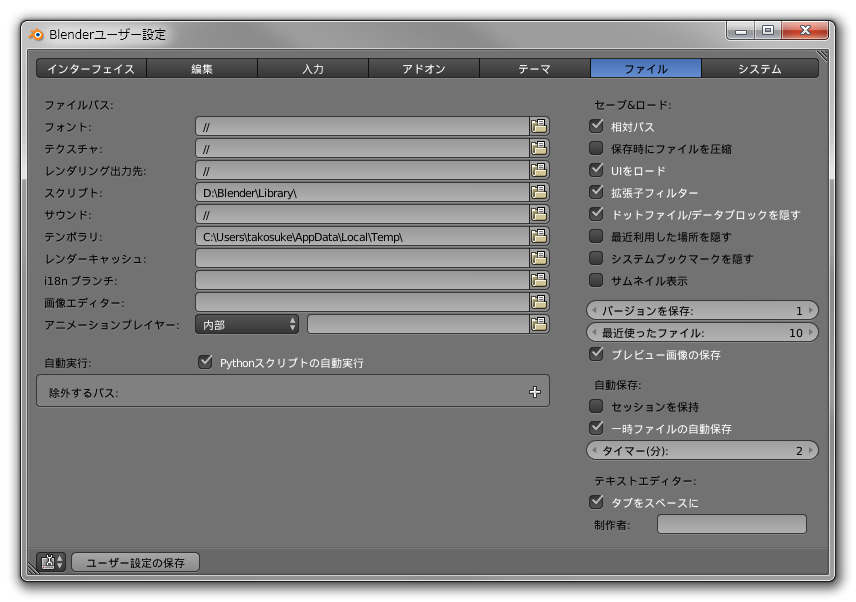 Blenderユーザー設定
インターフェイス 編集 入力 アドオン テーマ ファイル システム
ファイルパス:
フォント: //
テクスチャ: //
レンダリング出力先: //
スクリプト: D:\Blender\Library\
サウンド: //
テンポラリ: C:\Users\takosuke\AppData\Local\Temp\
レンダーキャッシュ:
i18n ブランチ:
画像エディター:
アニメーションプレイヤー: 内部
自動実行: Pythonスクリプトの自動実行
除外するパス:
セーブ&ロード:
相対パス
保存時にファイルを圧縮
UIをロード
拡張子フィルター
ドットファイル/データブロックを隠す
最近利用した場所を隠す
システムブックマークを隠す
サムネイル表示
バージョンを保存: 1
最近使ったファイル: 10
プレビュー画像の保存
自動保存:
セッションを保持
一時ファイルの自動保存
タイマー(分): 2
テキストエディター:
タブをスペースに
制作者:
ユーザー設定の保存